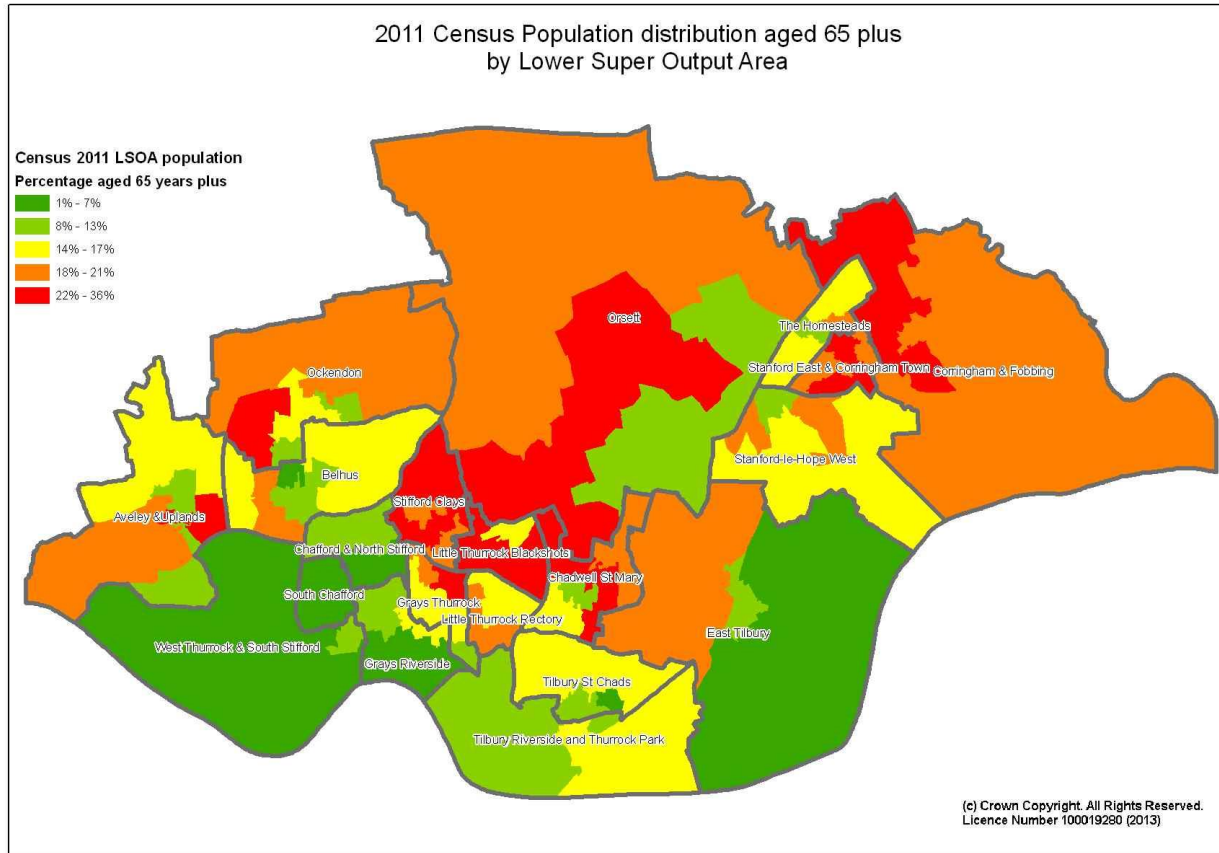 2011 Census Population distribution aged 65 plus
by Lower Super Output Area
Census 2011 LSOA population
Percentage aged 65 years plus
1% - 7%
8% - 13%
14% - 17%
18% - 21%
22% - 36%
Orsett
The Homesteads
Stanford East & Corringham Town
Corringham & Fobbing
Ockendon
Stanford-le-Hope West
Belhus
Stifford Clays
Aveley &Uplands
Chafford & North Stifford
Little Thurrock Blackshots
Chadwell St Mary
South Chafford
Grays Thurrock
Little Thurrock Rectory
East Tilbury
West Thurrock & South Stifford
Grays Riverside
Tilbury St Chads
Tilbury Riverside and Thurrock Park
(c) Crown Copyright. All Rights Reserved.
Licence Number 100019280 (2013)